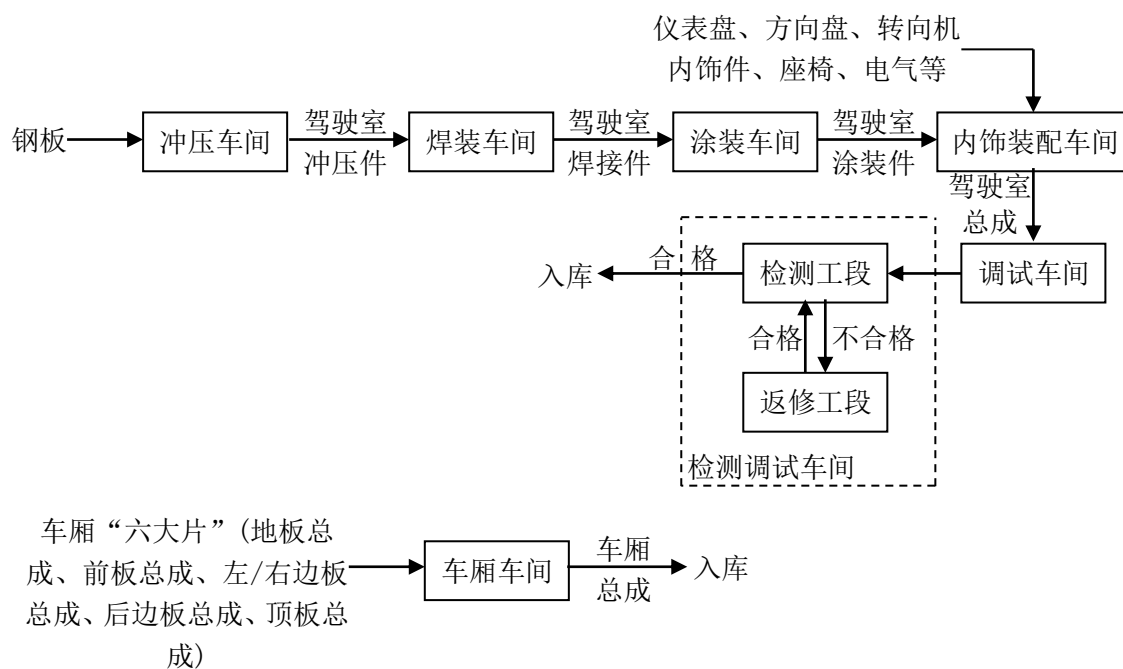 仪表盘、方向盘、转向机
内饰件、座椅、电气等
钢板
冲压车间
驾驶室
冲压件
焊装车间
驾驶室
焊接件
涂装车间
驾驶室
涂装件
内饰装配车间
驾驶室
总成
入库
合 格
检测工段
调试车间
合格
不合格
返修工段
检测调试车间
车厢“六大片”(地板总
成、前板总成、左/右边板
总成、后边板总成、顶板总
成)
车厢车间
车厢
总成
入库